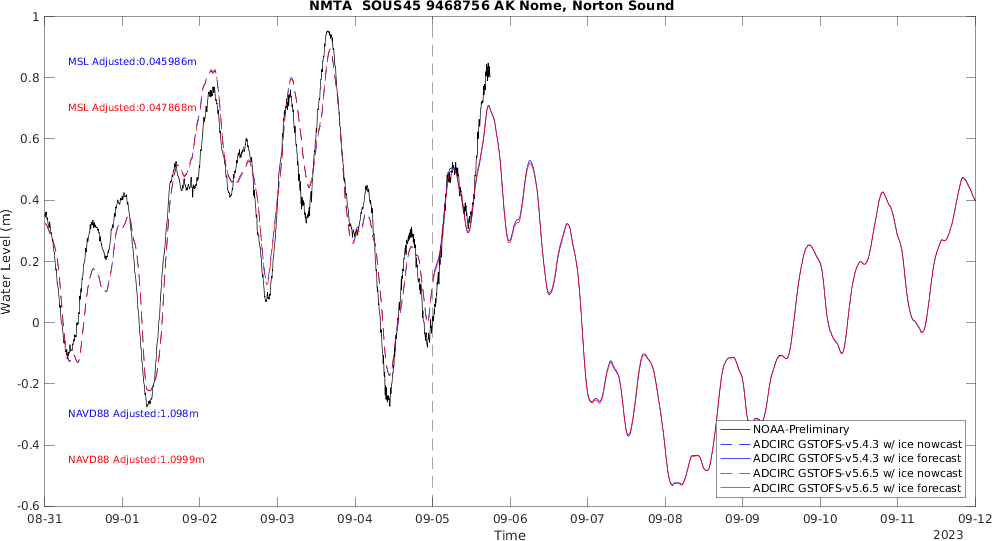 NMTA  SOUS45 9468756 AK Nome, Norton Sound
MSL Adjusted:0.045986m
MSL Adjusted:0.047868m
NAVD88 Adjusted:1.098m
NAVD88 Adjusted:1.0999m
Water Level (m)
1
0.8
0.6
0.4
0.2
0
-0.2
-0.4
-0.6
NOAA-Preliminary
ADCIRC GSTOFS-v5.4.3 w/ ice nowcast
ADCIRC GSTOFS-v5.4.3 w/ ice forecast
ADCIRC GSTOFS-v5.6.5 w/ ice nowcast
ADCIRC GSTOFS-v5.6.5 w/ ice forecast
08-31 09-01 09-02 09-03 09-04 09-05 09-06 09-07 09-08 09-09 09-10 09-11 09-12
Time
2023